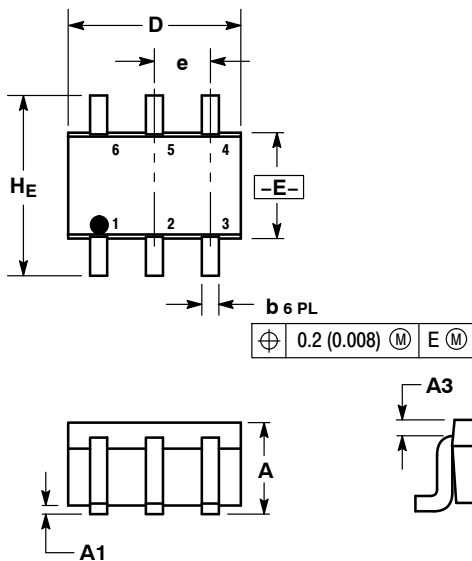 D
e
6 5 4
HE
–E–
1 2 3
b 6 PL
⌖ 0.2 (0.008) Ⓜ E Ⓜ
A3
A
A1